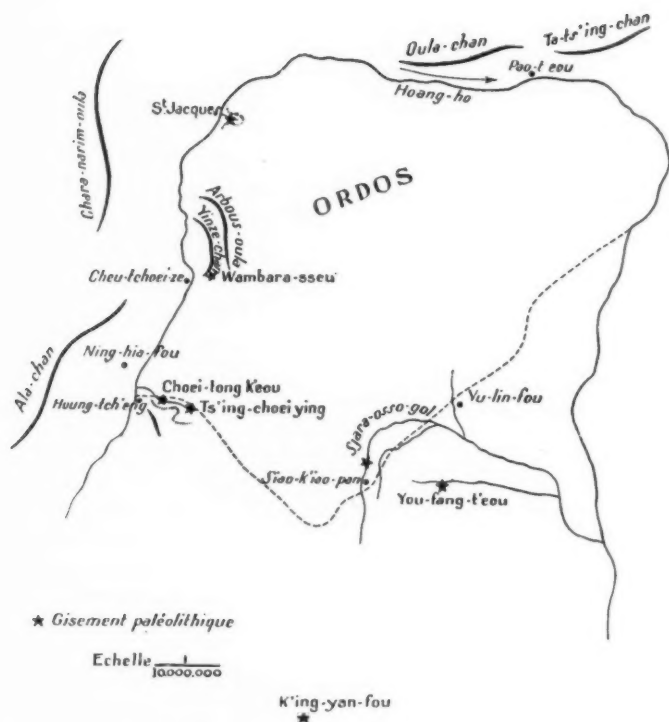 Oula-chan
Ta-ts'ing-chan
Pao-t'eou
Hoang-ho
St Jacques
Chara-narim-oula
ORDOS
Arbous-oula
Yinze-chan
Wambara-sseu
Cheu-tchoei-ze
Ala-chan
Ning-hia-fou
Choei-tong K'eou
Houng-tch'eng
Ts'ing-choei ying
Sjara-osso-gol
Yu-lin-fou
Siao-K'iao-pan
You-fang-t'eou
★ Gisement paléolithique
Echelle 1/10.000.000
K'ing-yan-fou